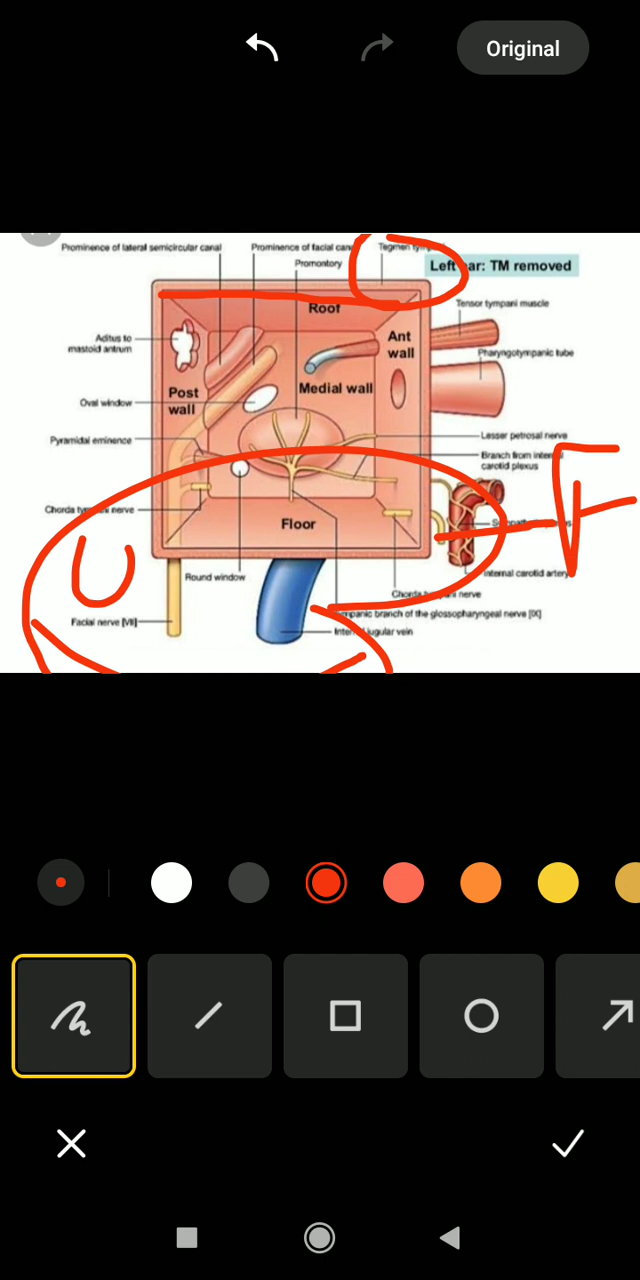 Original
Prominence of lateral semicircular canal
Prominence of facial canal
Tegmen
Promontory
Left ear: TM removed
Roof
Tensor tympani muscle
Aditus to
mastoid antrum
Ant
wall
Pharyngotympanic tube
Post
wall
Medial wall
Oval window
Pyramidal eminence
Lesser petrosal nerve
Branch from internal
carotid plexus
Chorda tympani nerve
Floor
Round window
Internal carotid artery
Chorda tympani nerve
Tympanic branch of the glossopharyngeal nerve [IX]
Facial nerve [VII]
Internal jugular vein